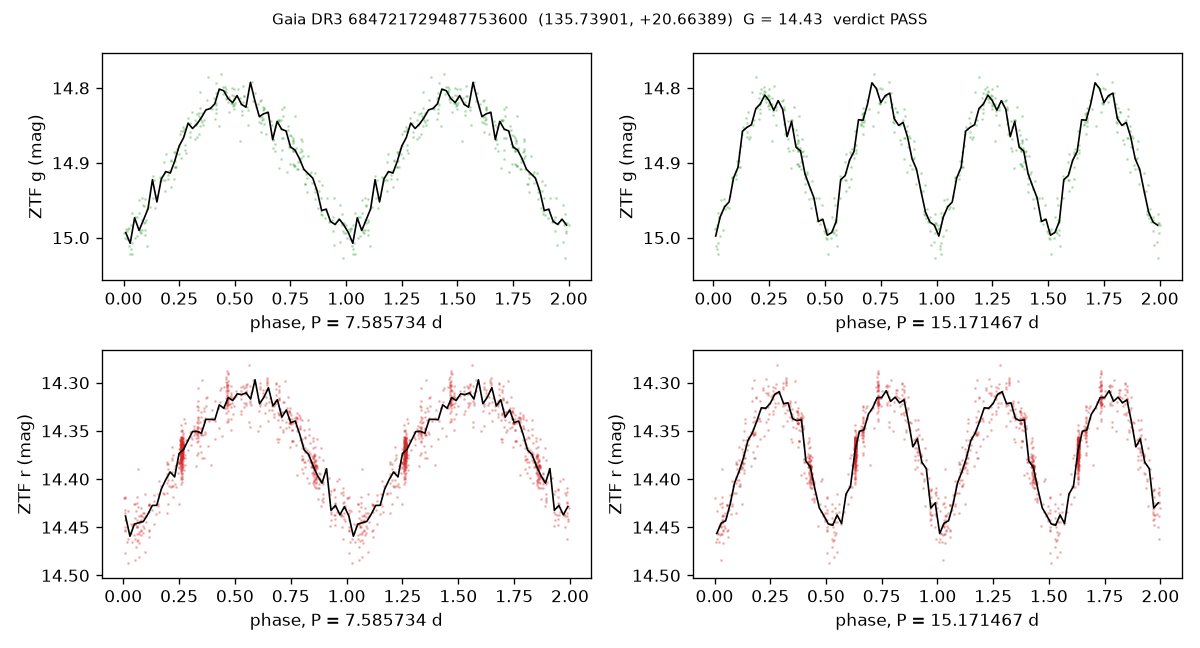 Gaia DR3 684721729487753600  (135.73901, +20.66389)  G = 14.43  verdict PASS
ZTF g (mag)
14.8
14.9
15.0
0.00 0.25 0.50 0.75 1.00 1.25 1.50 1.75 2.00
phase, P = 7.585734 d
ZTF g (mag)
14.8
14.9
15.0
0.00 0.25 0.50 0.75 1.00 1.25 1.50 1.75 2.00
phase, P = 15.171467 d
ZTF r (mag)
14.30
14.35
14.40
14.45
14.50
0.00 0.25 0.50 0.75 1.00 1.25 1.50 1.75 2.00
phase, P = 7.585734 d
ZTF r (mag)
14.30
14.35
14.40
14.45
14.50
0.00 0.25 0.50 0.75 1.00 1.25 1.50 1.75 2.00
phase, P = 15.171467 d